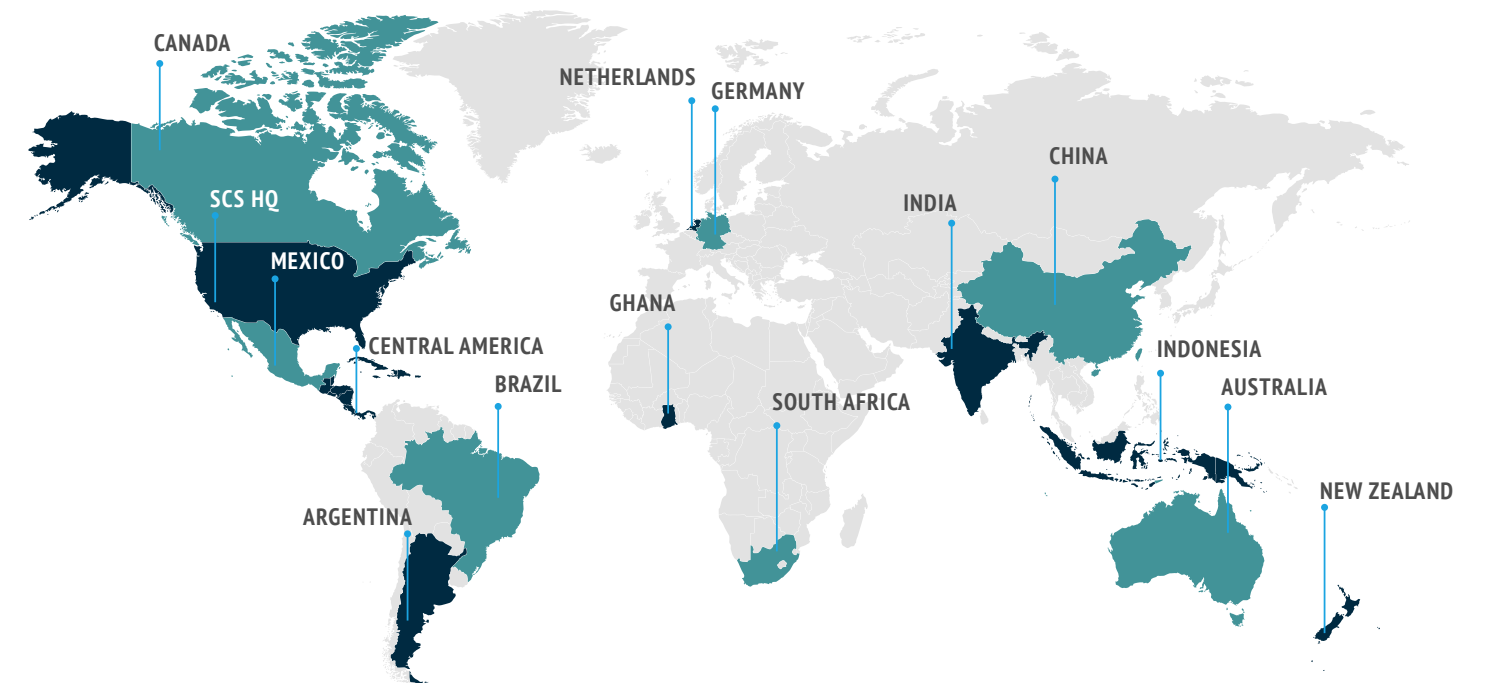 CANADA
NETHERLANDS
GERMANY
CHINA
SCS HQ
INDIA
MEXICO
GHANA
CENTRAL AMERICA
INDONESIA
BRAZIL
AUSTRALIA
SOUTH AFRICA
NEW ZEALAND
ARGENTINA